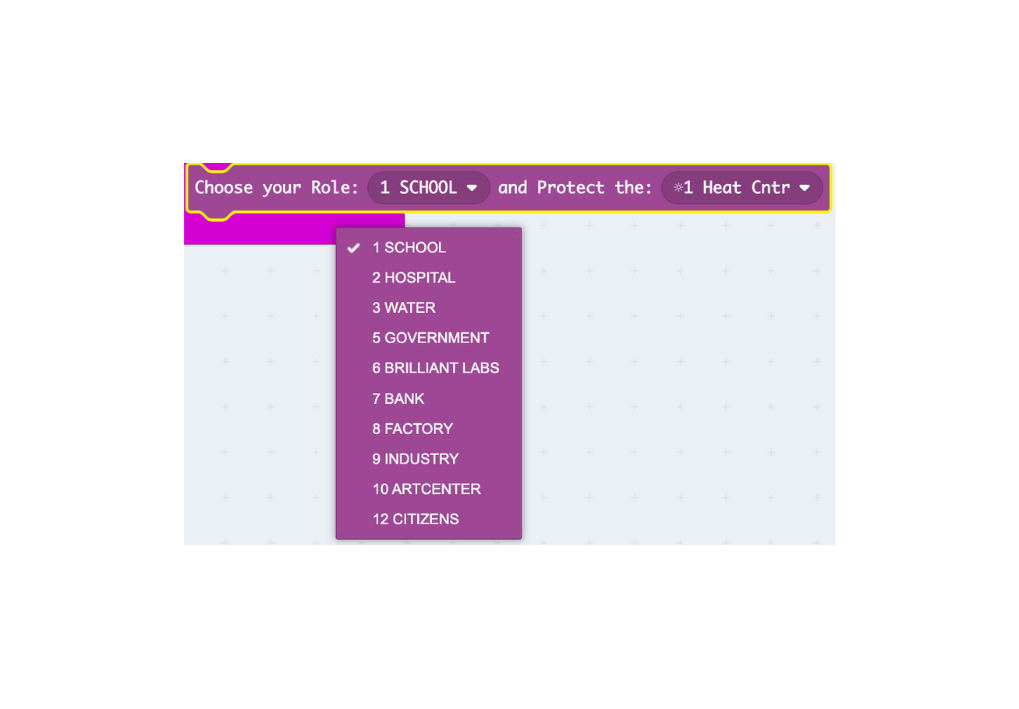 Choose your Role: 1 SCHOOL and Protect the: ☼1 Heat Cntr
1 SCHOOL
2 HOSPITAL
3 WATER
5 GOVERNMENT
6 BRILLIANT LABS
7 BANK
8 FACTORY
9 INDUSTRY
10 ARTCENTER
12 CITIZENS